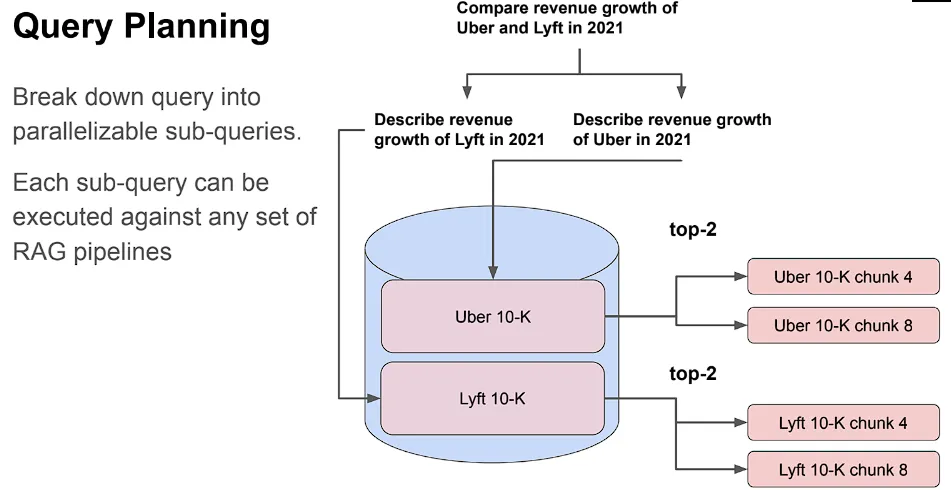 Query Planning
Break down query into
parallelizable sub-queries.
Each sub-query can be
executed against any set of
RAG pipelines
Compare revenue growth of
Uber and Lyft in 2021
Describe revenue
growth of Lyft in 2021
Describe revenue growth
of Uber in 2021
top-2
Uber 10-K
Uber 10-K chunk 4
Uber 10-K chunk 8
top-2
Lyft 10-K
Lyft 10-K chunk 4
Lyft 10-K chunk 8